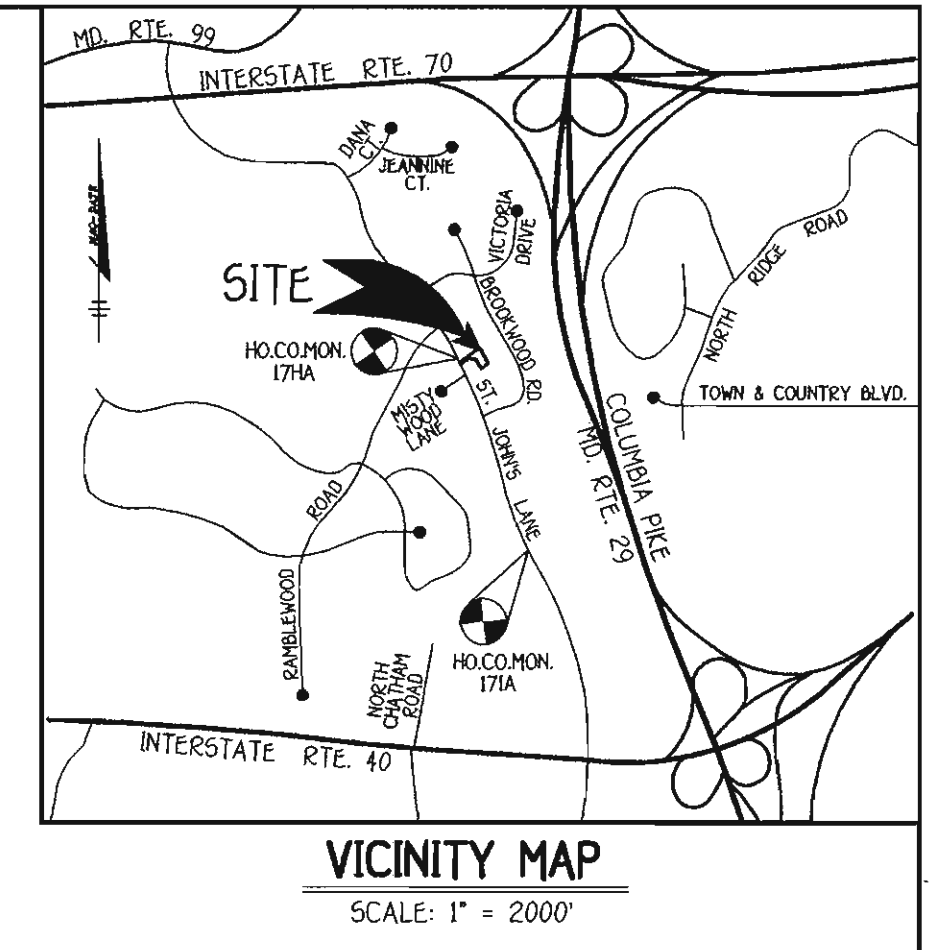 MD. RTE. 99
INTERSTATE RTE. 70
DANA
CT.
JEANNINE
CT.
VICTORIA
DRIVE
SITE
BROOKWOOD RD.
NORTH RIDGE ROAD
HO.CO.MON.
17HA
MISTY
WOOD
LANE
ST. JOHN'S LANE
TOWN & COUNTRY BLVD.
COLUMBIA PIKE
MD. RTE. 29
RAMBLEWOOD ROAD
HO.CO.MON.
171A
NORTH
CHATHAM
ROAD
INTERSTATE RTE. 40
VICINITY MAP
SCALE: 1" = 2000'